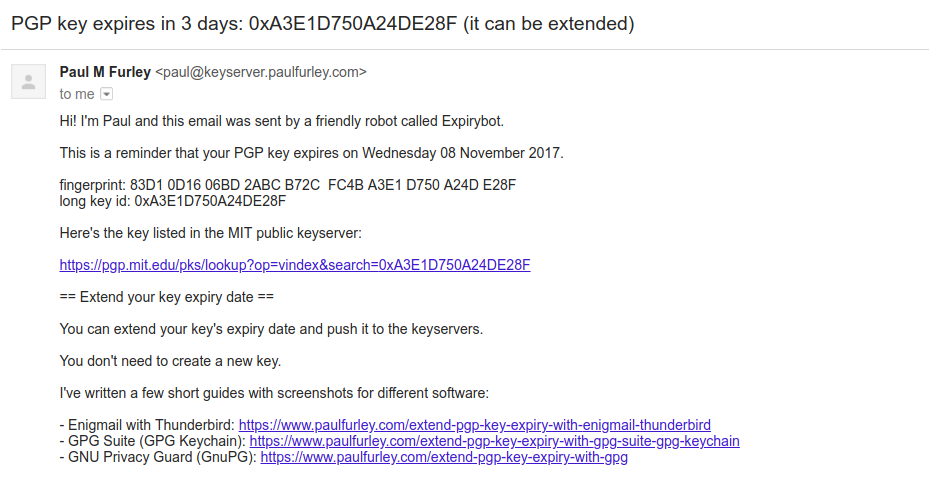 PGP key expires in 3 days: 0xA3E1D750A24DE28F (it can be extended)
Paul M Furley <paul@keyserver.paulfurley.com>
to me
Hi! I'm Paul and this email was sent by a friendly robot called Expirybot.
This is a reminder that your PGP key expires on Wednesday 08 November 2017.
fingerprint: 83D1 0D16 06BD 2ABC B72C  FC4B A3E1 D750 A24D E28F
long key id: 0xA3E1D750A24DE28F
Here's the key listed in the MIT public keyserver:
https://pgp.mit.edu/pks/lookup?op=vindex&search=0xA3E1D750A24DE28F
== Extend your key expiry date ==
You can extend your key's expiry date and push it to the keyservers.
You don't need to create a new key.
I've written a few short guides with screenshots for different software:
- Enigmail with Thunderbird: https://www.paulfurley.com/extend-pgp-key-expiry-with-enigmail-thunderbird
- GPG Suite (GPG Keychain): https://www.paulfurley.com/extend-pgp-key-expiry-with-gpg-suite-gpg-keychain
- GNU Privacy Guard (GnuPG): https://www.paulfurley.com/extend-pgp-key-expiry-with-gpg